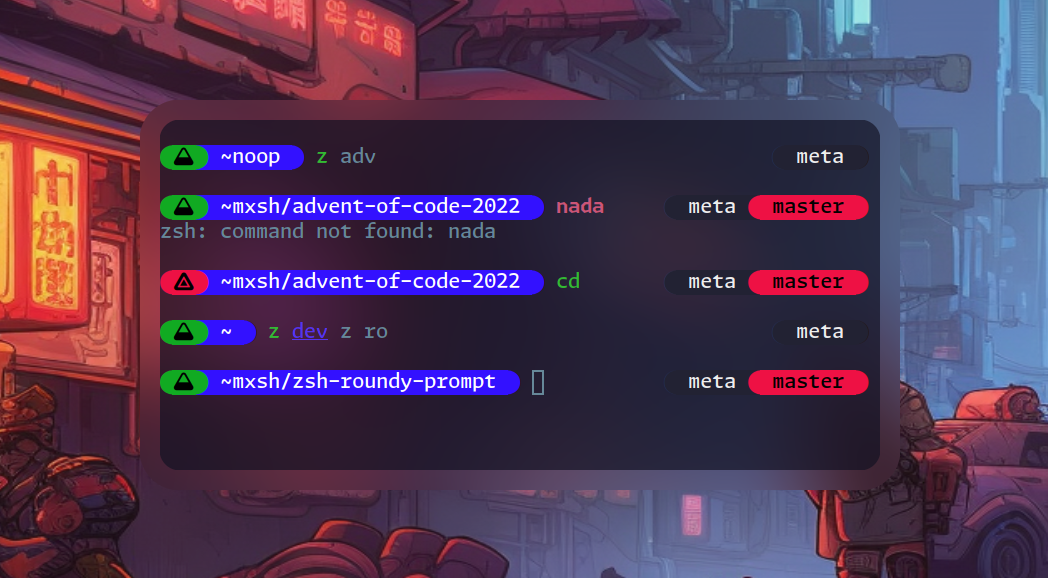 ~noop z adv meta
~mxsh/advent-of-code-2022 nada meta master
zsh: command not found: nada
~mxsh/advent-of-code-2022 cd meta master
~ z dev z ro meta
~mxsh/zsh-roundy-prompt meta master